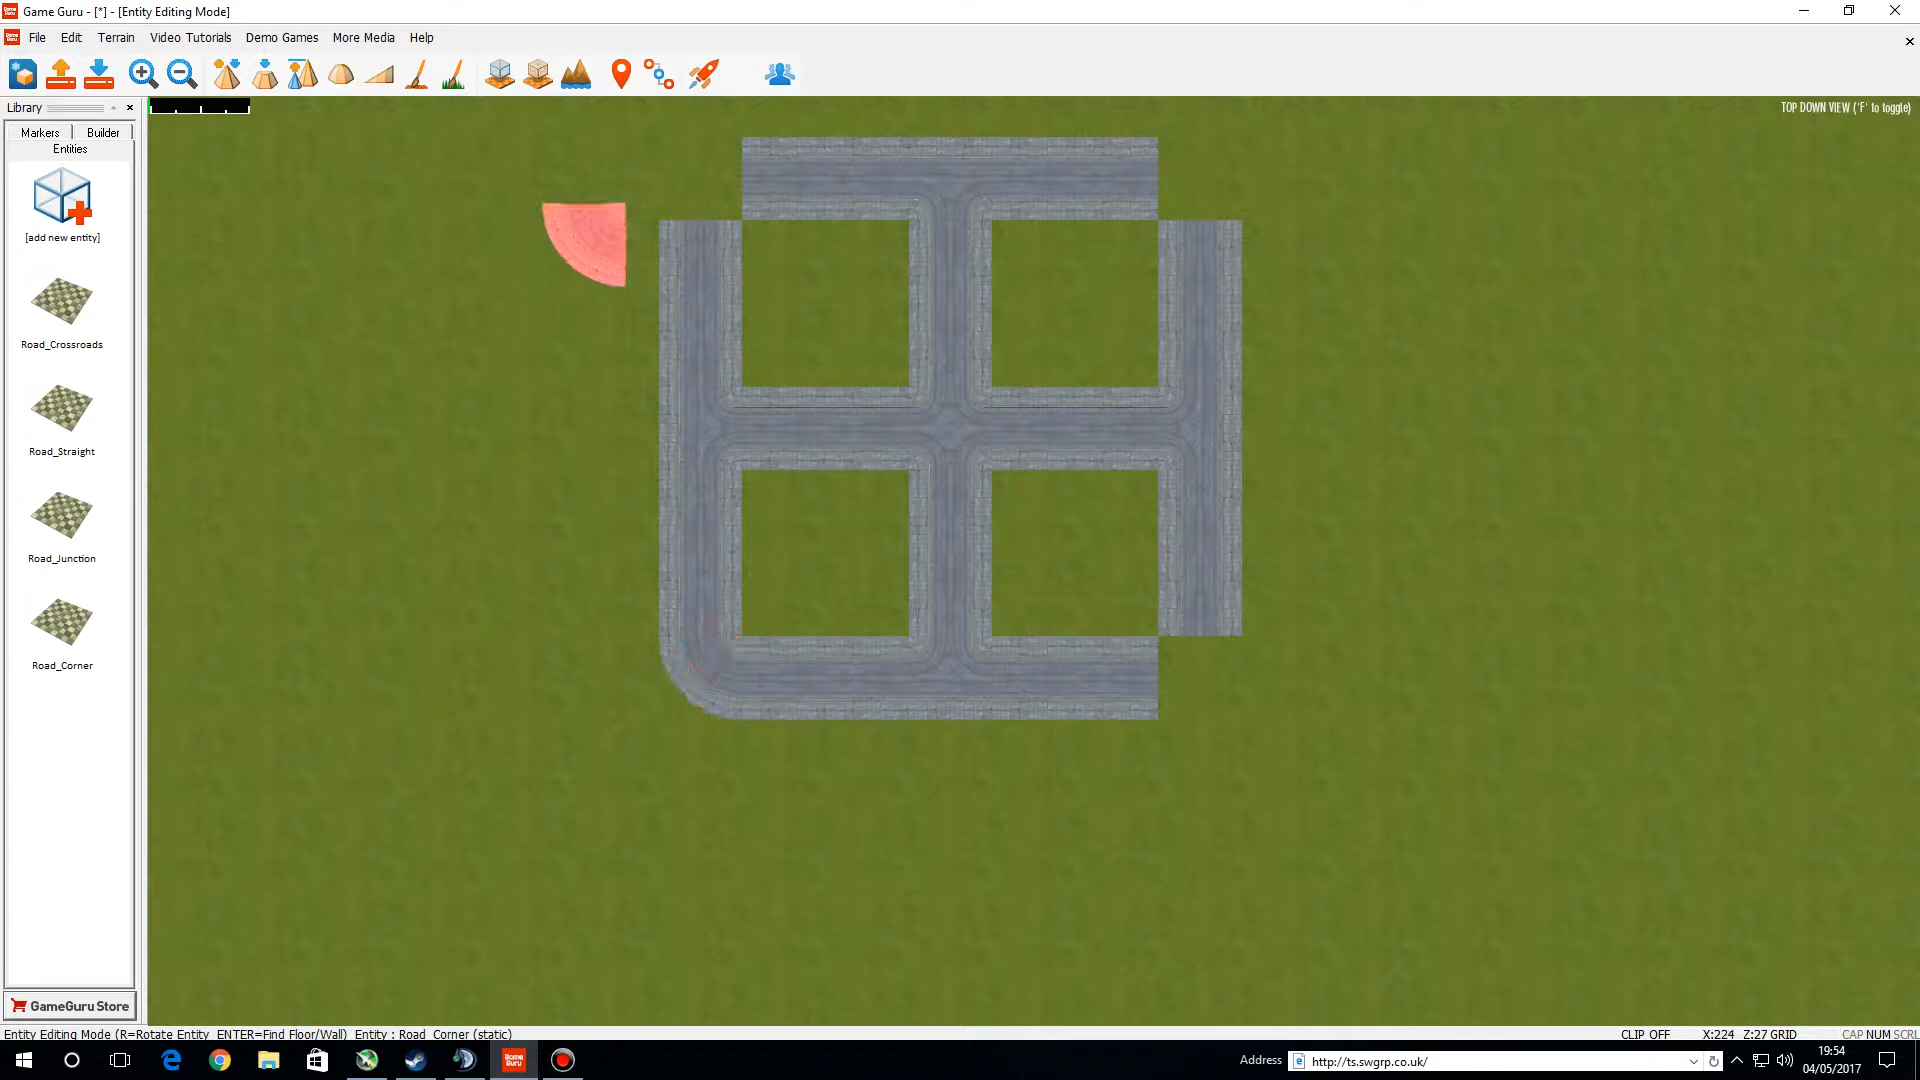 Game Guru - [*] - [Entity Editing Mode]
File Edit Terrain Video Tutorials Demo Games More Media Help
Library
Markers Builder
Entities
[add new entity]
Road_Crossroads
Road_Straight
Road_Junction
Road_Corner
TOP DOWN VIEW ('F' to toggle)
GameGuru Store
Entity Editing Mode (R=Rotate Entity ENTER=Find Floor/Wall) Entity : Road_Corner (static)
CLIP OFF X:224 Z:27 GRID CAP NUM SCRL
Game Guru
Address http://ts.swgrp.co.uk/
19:54
04/05/2017